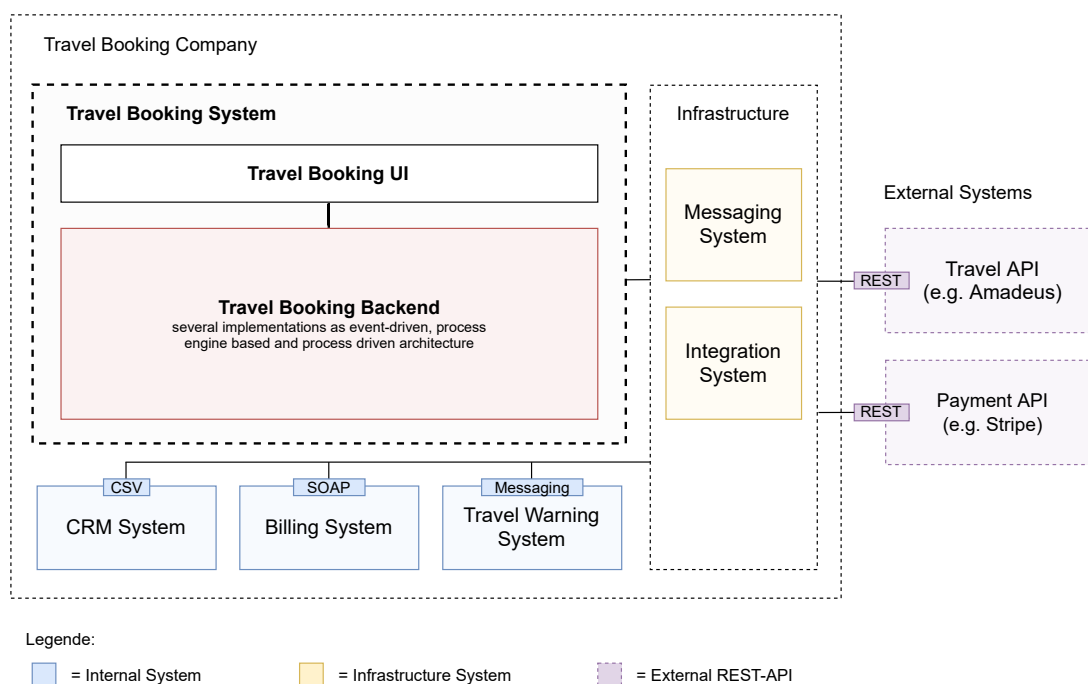 Travel Booking Company
Travel Booking System
Infrastructure
Travel Booking UI
Messaging
System
External Systems
Travel API
(e.g. Amadeus)
REST
Travel Booking Backend
several implementations as event-driven, process
engine based and process driven architecture
Integration
System
Payment API
(e.g. Stripe)
REST
CSV
CRM System
SOAP
Billing System
Messaging
Travel Warning
System
Legende:
= Internal System
= Infrastructure System
= External REST-API